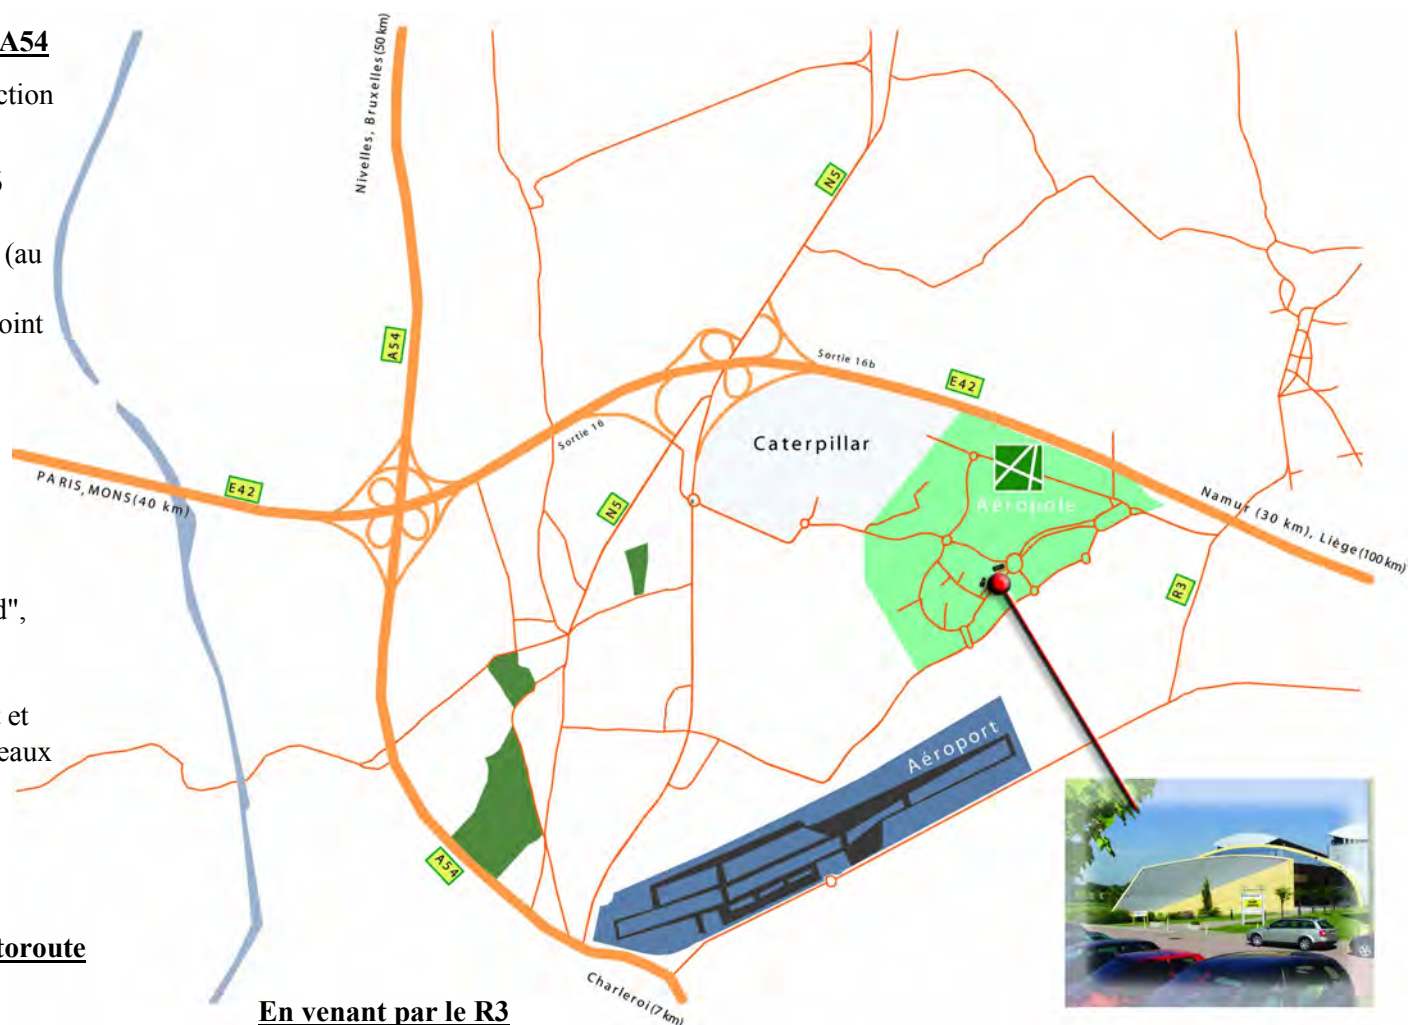 A54
ction
(au
oint
d",
et
eaux
toroute
En venant par le R3
Nivelles, Bruxelles (50 km)
N5
A54
Sortie 16b
E42
Caterpillar
Sortie 16
PARIS, MONS (40 km)
E42
N5
Aéropole
Namur (30 km), Liège (100 km)
R3
Aéroport
A54
Charleroi (7 km)